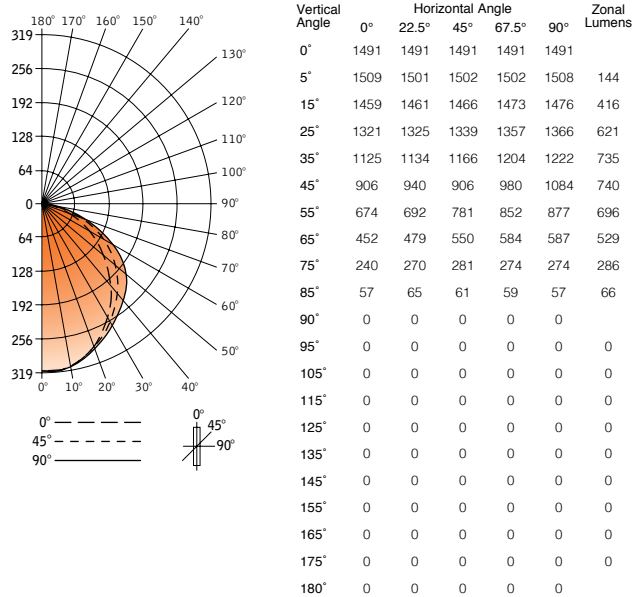 180° 170° 160° 150° 140°
319
256
192
128
64
0
64
128
192
256
319
130°
120°
110°
100°
90°
80°
70°
60°
50°
0° 10° 20° 30° 40°
0°
45°
90°
0°
45°
90°
Vertical Angle Horizontal Angle Zonal Lumens
0° 22.5° 45° 67.5° 90°
0° 1491 1491 1491 1491 1491
5° 1509 1501 1502 1502 1508 144
15° 1459 1461 1466 1473 1476 416
25° 1321 1325 1339 1357 1366 621
35° 1125 1134 1166 1204 1222 735
45° 906 940 906 980 1084 740
55° 674 692 781 852 877 696
65° 452 479 550 584 587 529
75° 240 270 281 274 274 286
85° 57 65 61 59 57 66
90° 0 0 0 0 0
95° 0 0 0 0 0 0
105° 0 0 0 0 0 0
115° 0 0 0 0 0 0
125° 0 0 0 0 0 0
135° 0 0 0 0 0 0
145° 0 0 0 0 0 0
155° 0 0 0 0 0 0
165° 0 0 0 0 0 0
175° 0 0 0 0 0 0
180° 0 0 0 0 0